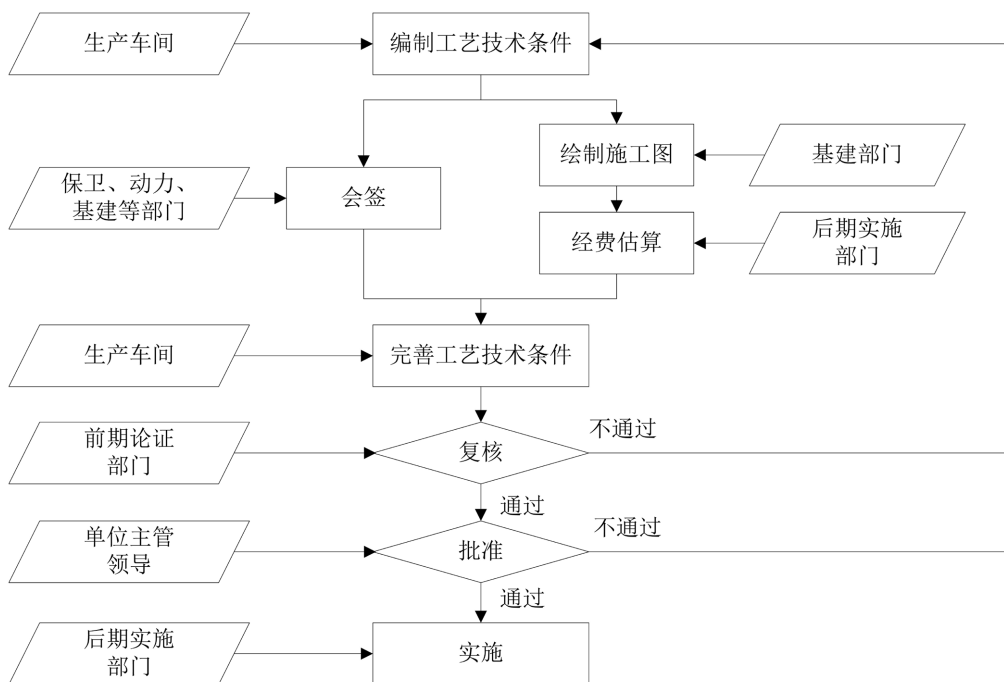 生产车间
编制工艺技术条件
绘制施工图
基建部门
保卫、动力、
基建等部门
会签
经费估算
后期实施
部门
生产车间
完善工艺技术条件
前期论证
部门
复核
不通过
通过
单位主管
领导
批准
不通过
通过
后期实施
部门
实施